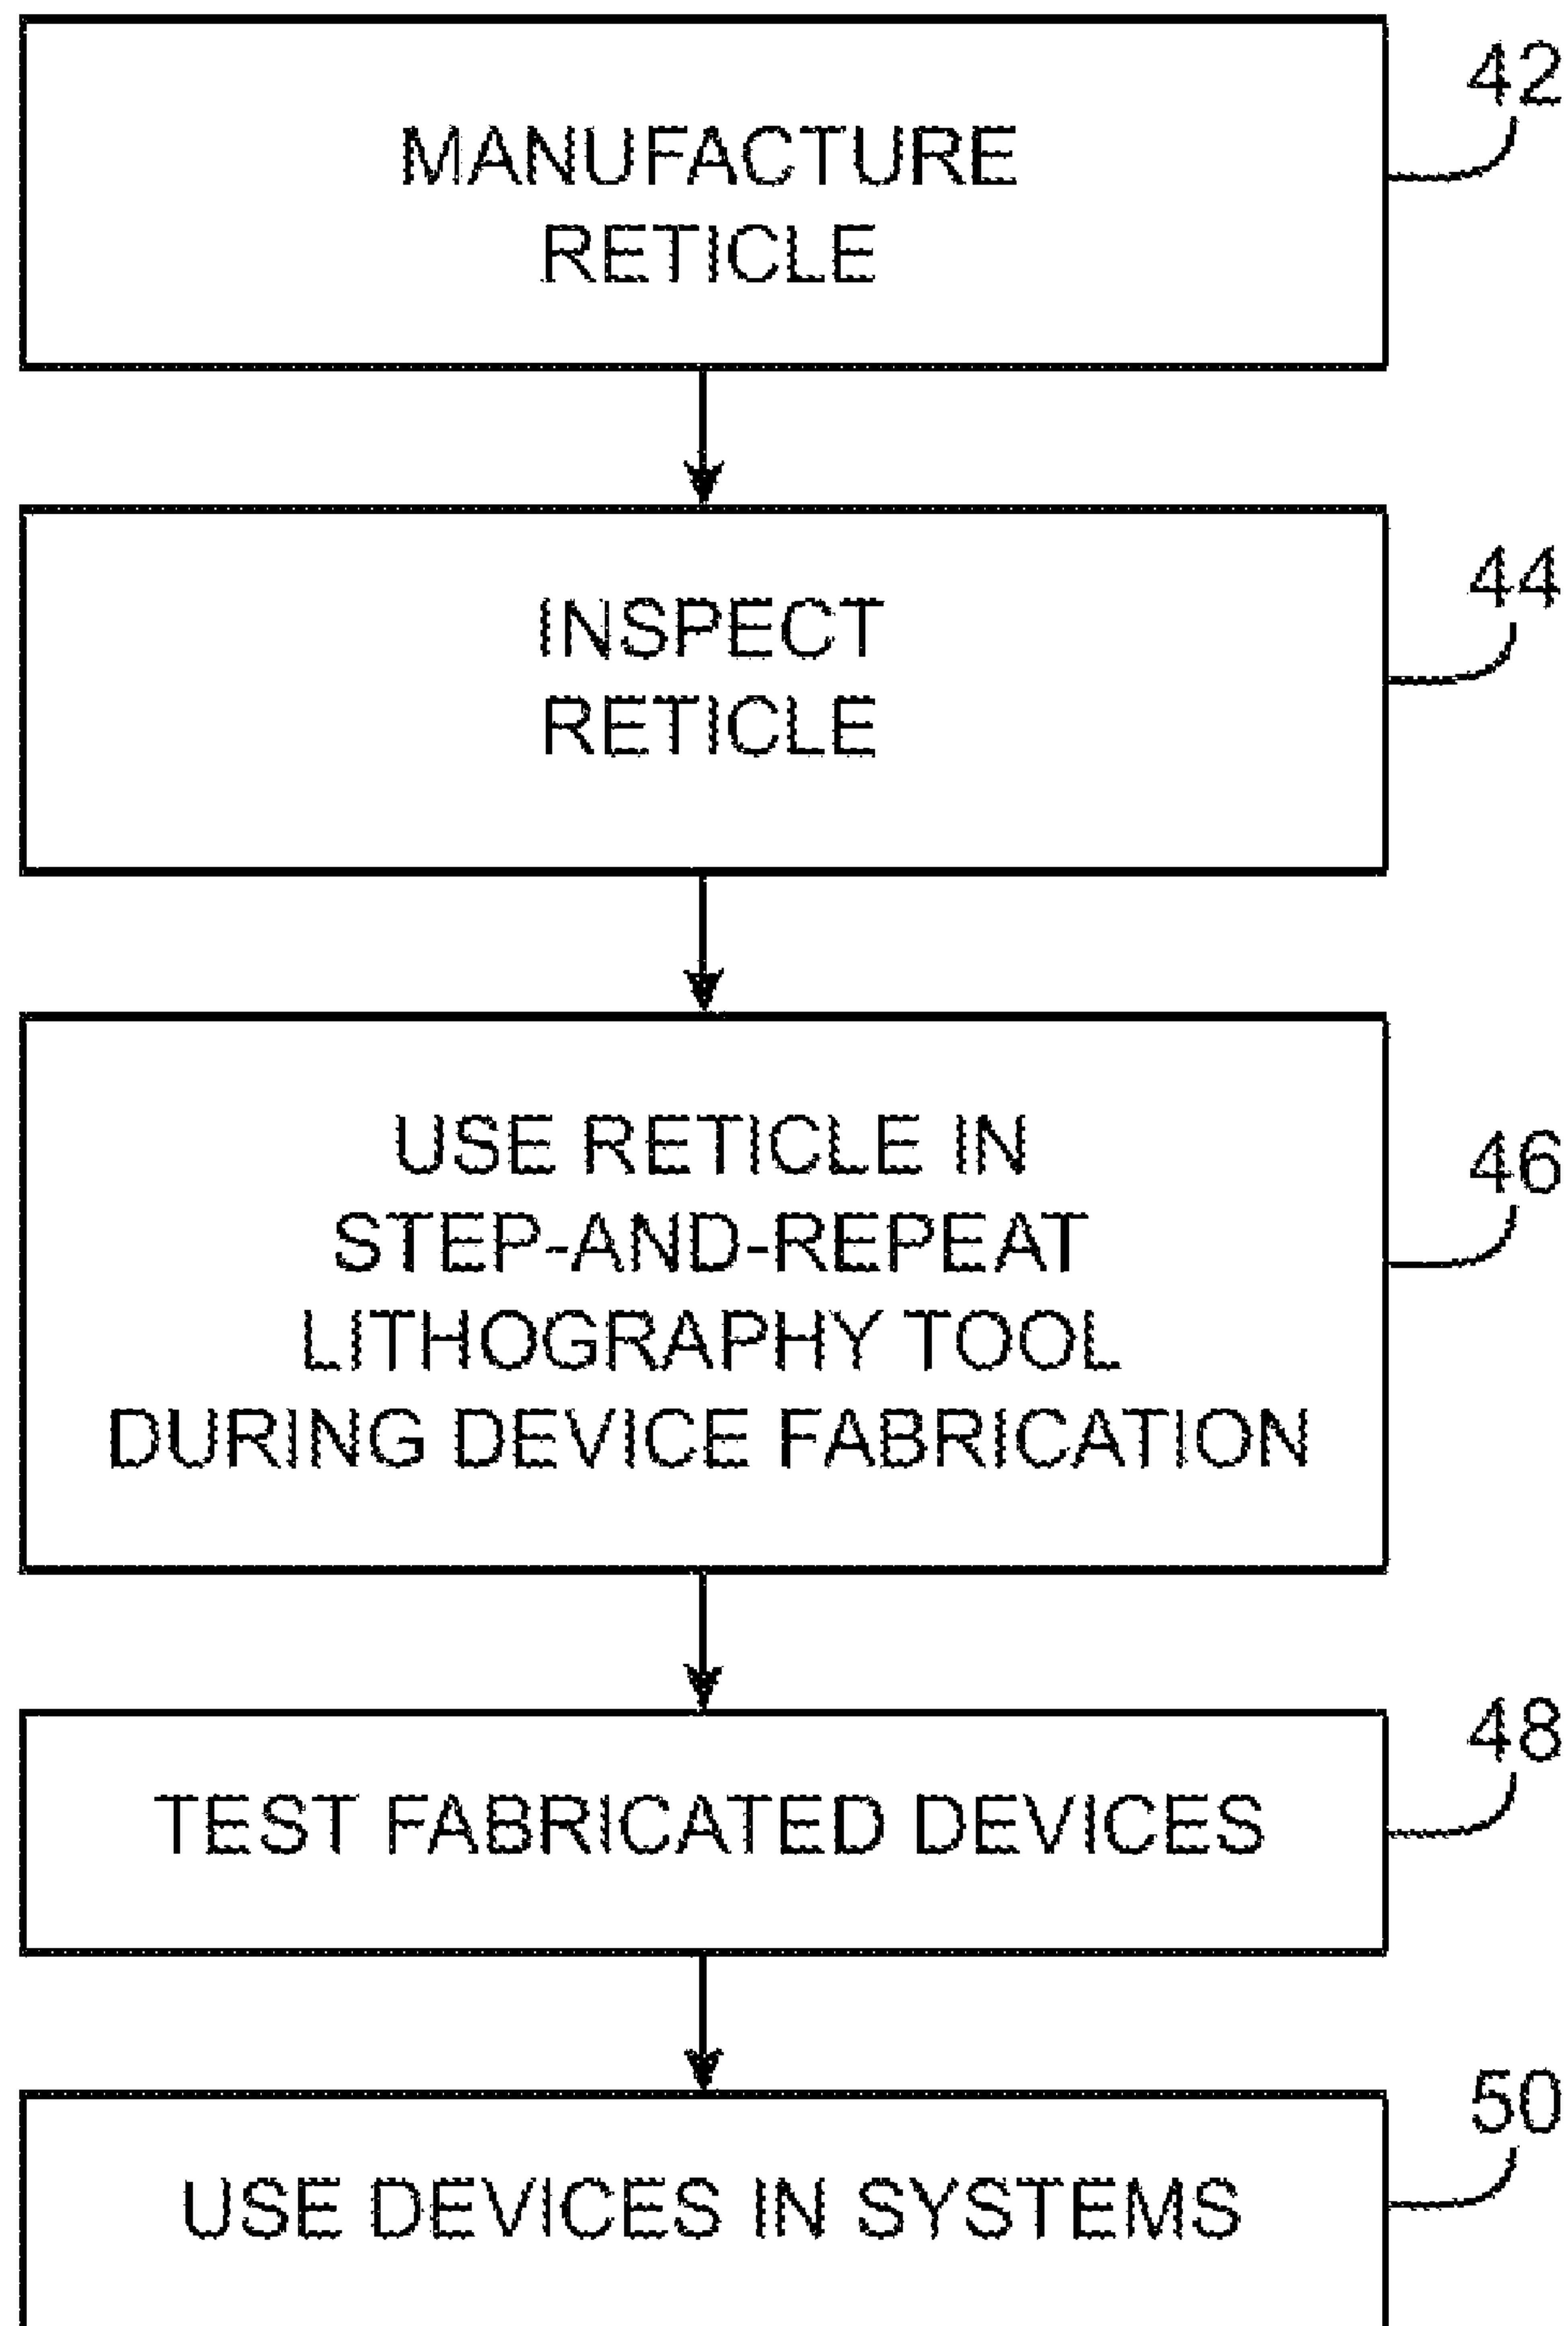 42
MANUFACTURE
RETICLE
44
INSPECT
RETICLE
46
USE RETICLE IN
STEP-AND-REPEAT
LITHOGRAPHY TOOL
DURING DEVICE FABRICATION
48
TEST FABRICATED DEVICES
50
USE DEVICES IN SYSTEMS